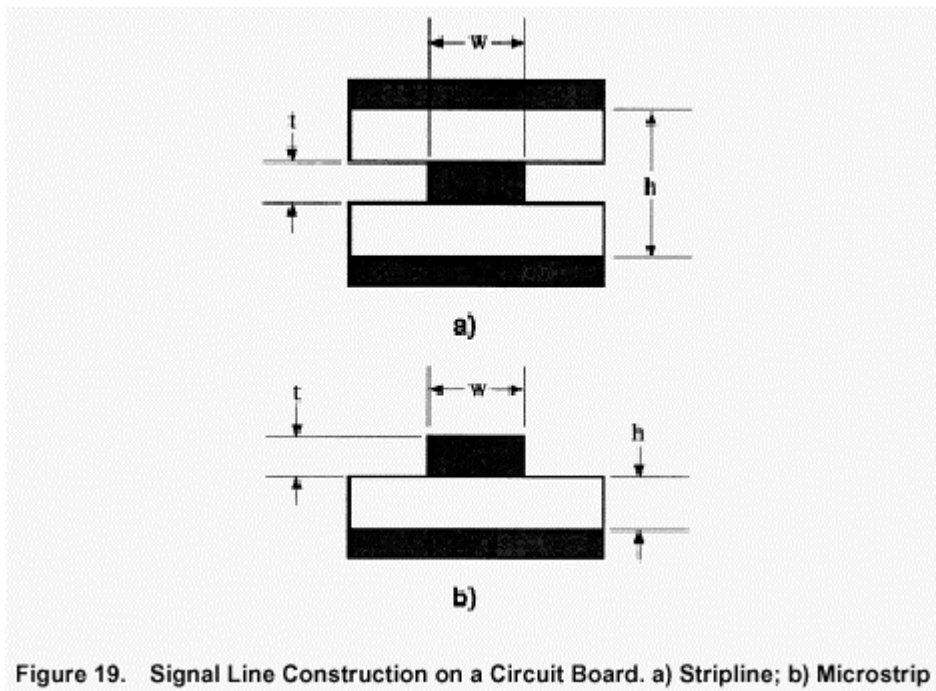 w
t
h
a)
w
t
h
b)
Figure 19. Signal Line Construction on a Circuit Board. a) Stripline; b) Microstrip